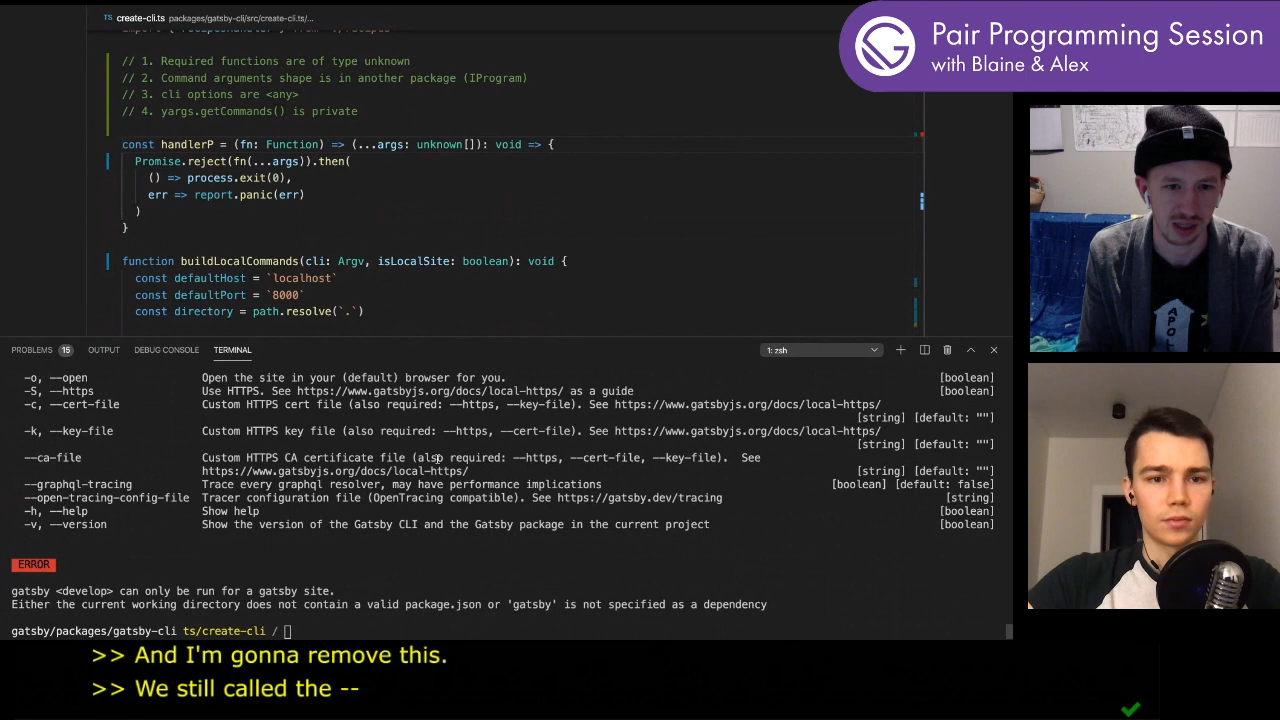 TS create-cli.ts packages/gatsby-cli/src/create-cli.ts/...
// 1. Required functions are of type unknown
// 2. Command arguments shape is in another package (IProgram)
// 3. cli options are <any>
// 4. yargs.getCommands() is private
const handlerP = (fn: Function) => (...args: unknown[]): void => {
Promise.reject(fn(...args)).then(
() => process.exit(0),
err => report.panic(err)
)
}
function buildLocalCommands(cli: Argv, isLocalSite: boolean): void {
const defaultHost = `localhost`
const defaultPort = `8000`
const directory = path.resolve(`.`)
Pair Programming Session
with Blaine & Alex
PROBLEMS 15 OUTPUT DEBUG CONSOLE TERMINAL 1: zsh
-o, --open Open the site in your (default) browser for you. [boolean]
-S, --https Use HTTPS. See https://www.gatsbyjs.org/docs/local-https/ as a guide [boolean]
-c, --cert-file Custom HTTPS cert file (also required: --https, --key-file). See https://www.gatsbyjs.org/docs/local-https/
[string] [default: ""]
-k, --key-file Custom HTTPS key file (also required: --https, --cert-file). See https://www.gatsbyjs.org/docs/local-https/
[string] [default: ""]
--ca-file Custom HTTPS CA certificate file (also required: --https, --cert-file, --key-file). See
https://www.gatsbyjs.org/docs/local-https/ [string] [default: ""]
--graphql-tracing Trace every graphql resolver, may have performance implications [boolean] [default: false]
--open-tracing-config-file Tracer configuration file (OpenTracing compatible). See https://gatsby.dev/tracing [string]
-h, --help Show help [boolean]
-v, --version Show the version of the Gatsby CLI and the Gatsby package in the current project [boolean]
ERROR
gatsby <develop> can only be run for a gatsby site.
Either the current working directory does not contain a valid package.json or 'gatsby' is not specified as a dependency
gatsby/packages/gatsby-cli ts/create-cli /
>> And I'm gonna remove this.
>> We still called the --